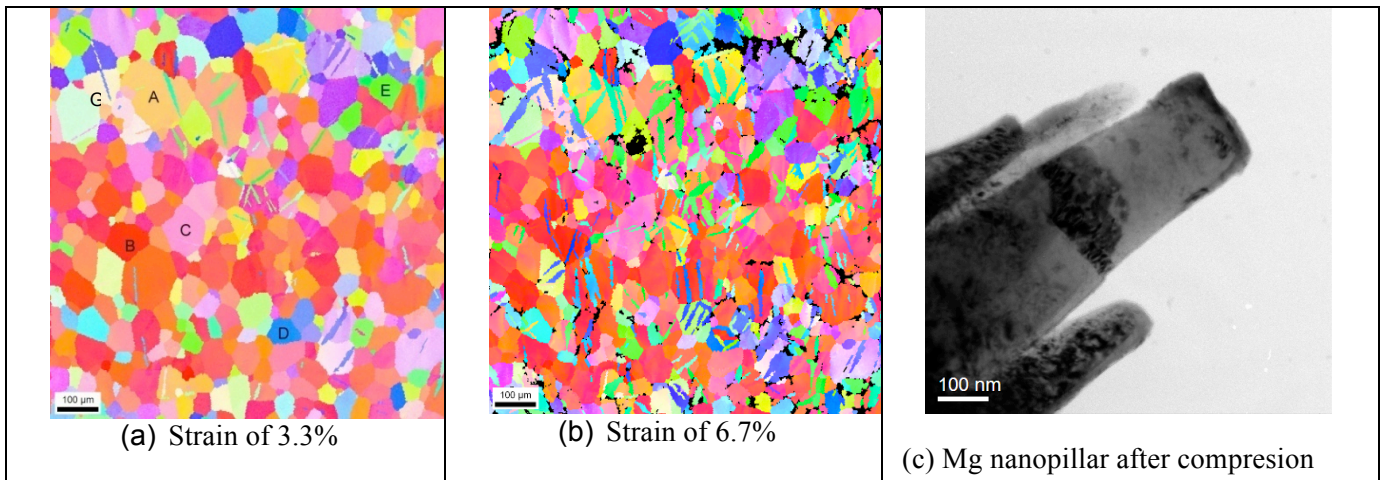 G
A
E
C
B
D
100 μm
(a) Strain of 3.3%
100 μm
(b) Strain of 6.7%
100 nm
(c) Mg nanopillar after compresion